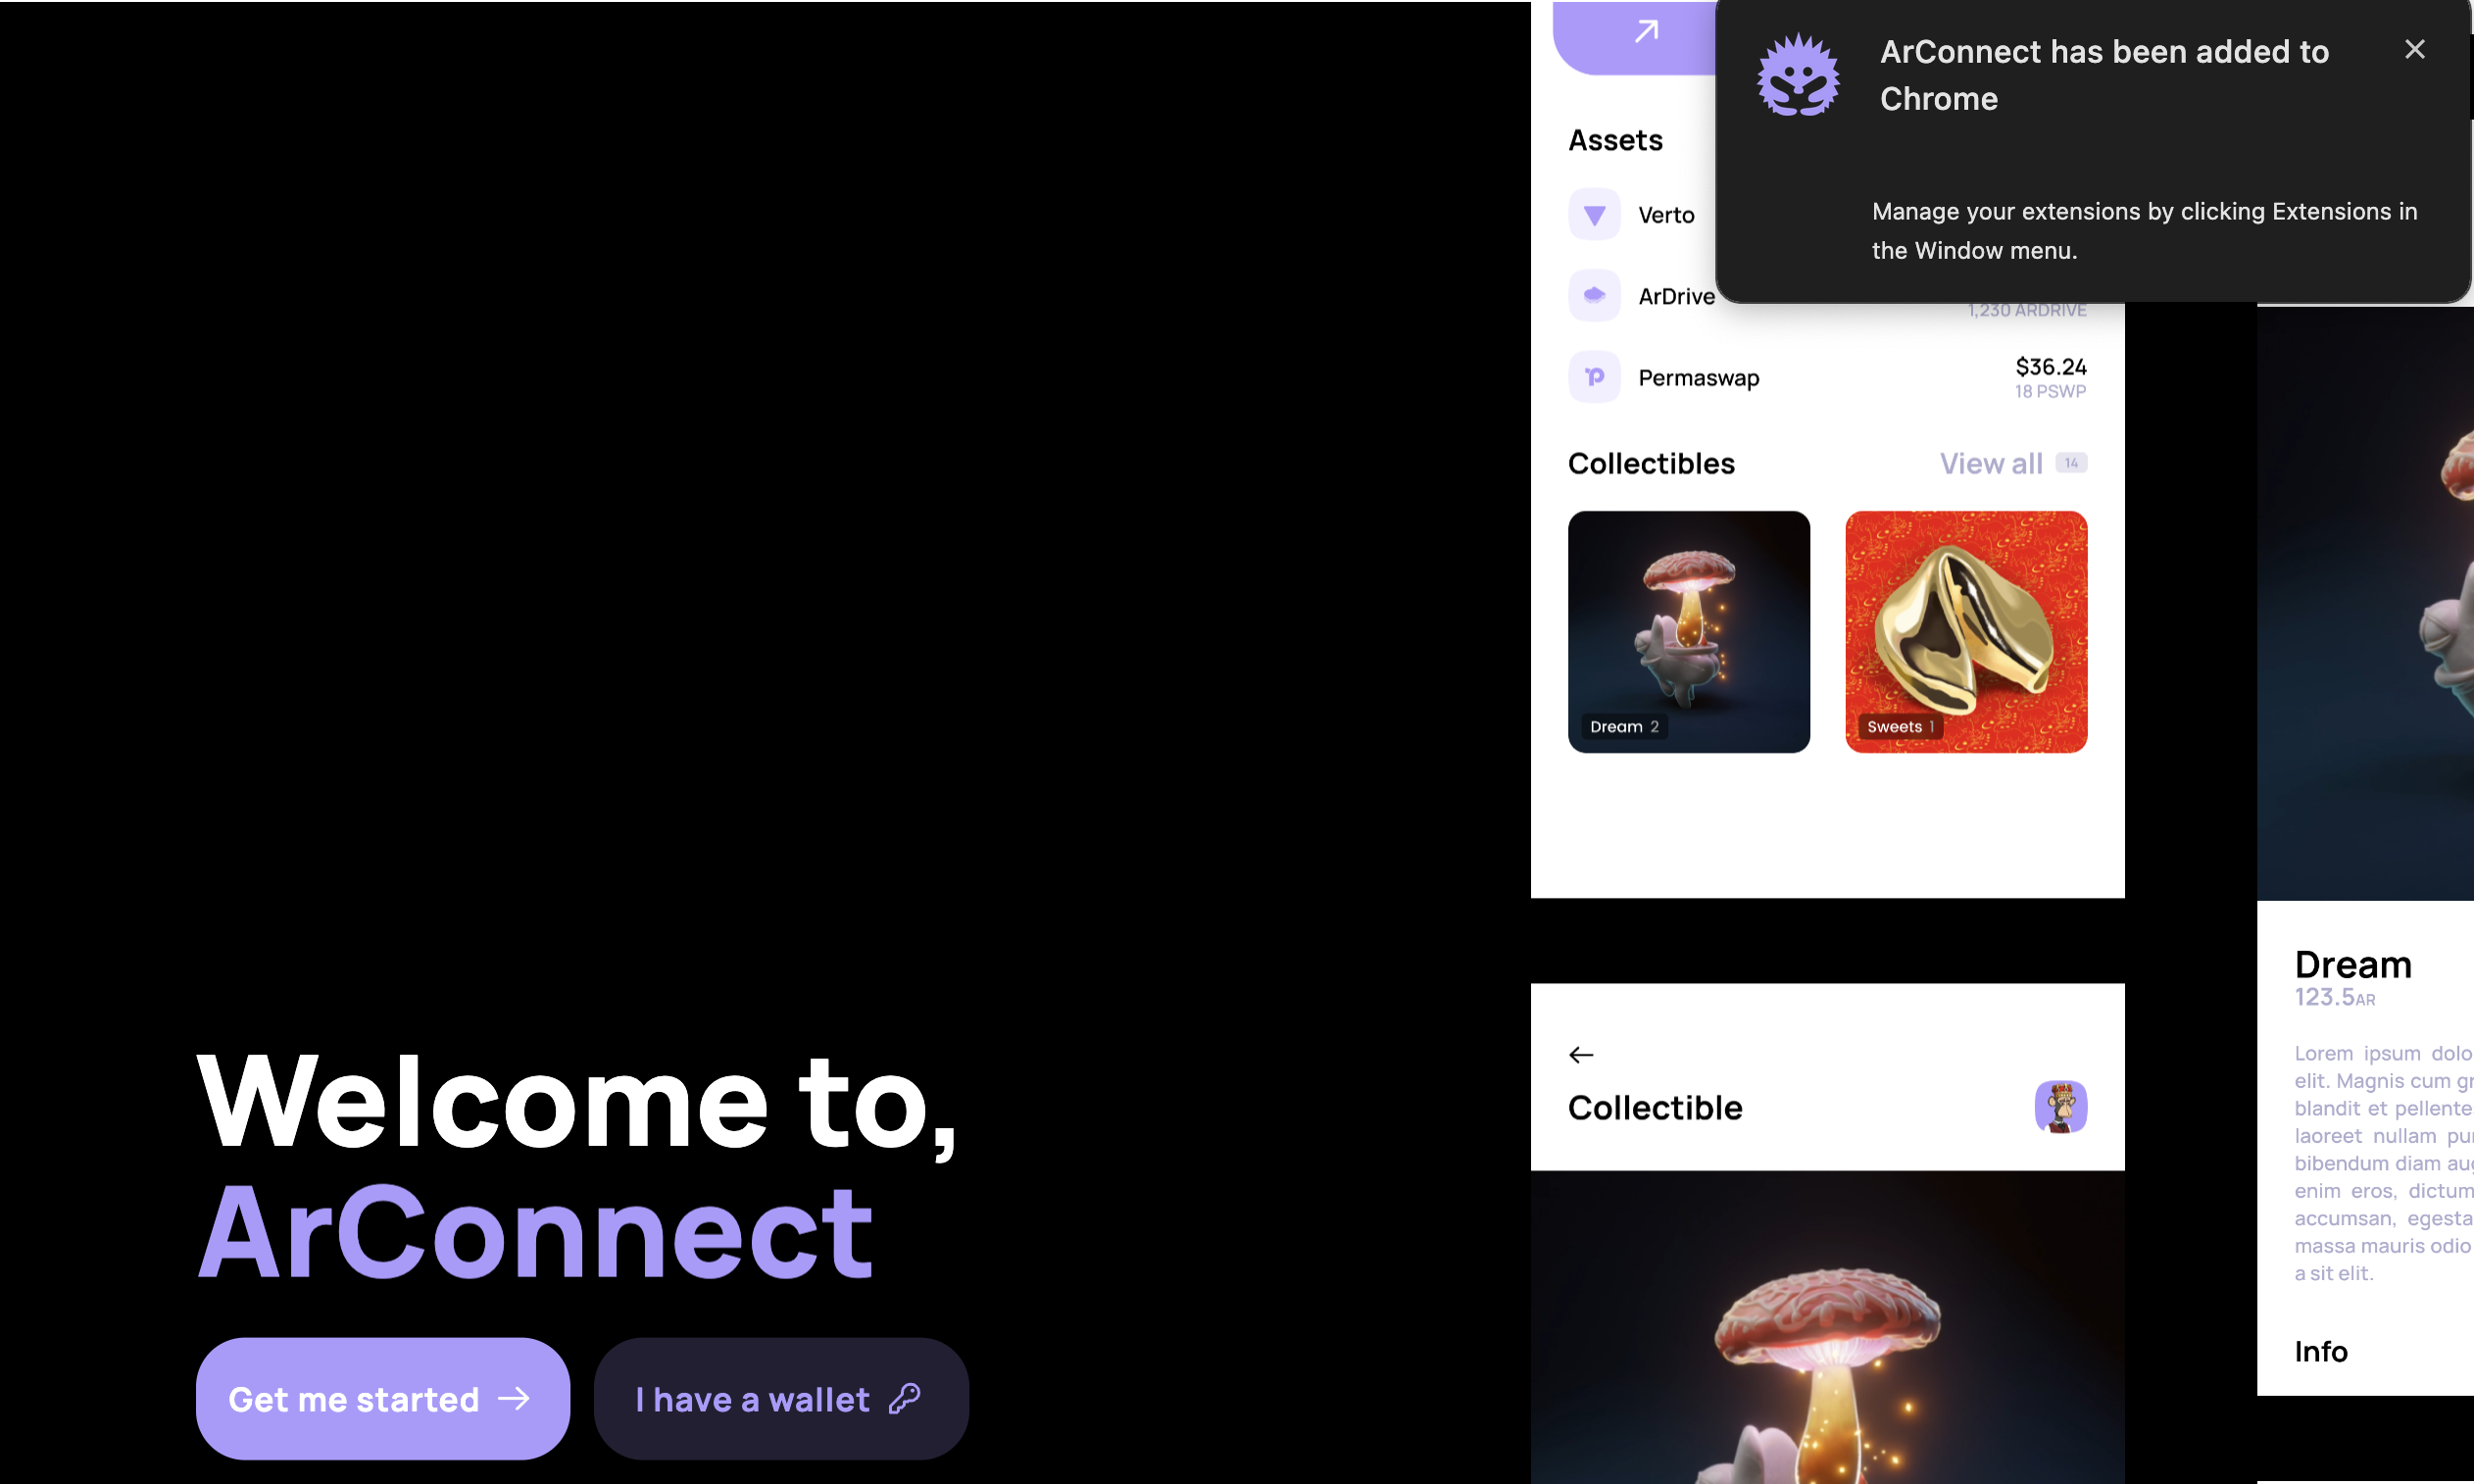 ArConnect has been added to
Chrome
Manage your extensions by clicking Extensions in
the Window menu.
Assets
Verto
ArDrive
1,230 ARDRIVE
Permaswap
$36.24
18 PSWP
Collectibles
View all 14
Dream 2
Sweets 1
Welcome to,
ArConnect
Get me started
I have a wallet
Collectible
Dream
123.5AR
Lorem ipsum dolo
elit. Magnis cum gr
blandit et pellente
laoreet nullam pu
bibendum diam aug
enim eros, dictum
accumsan, egesta
massa mauris odio
a sit elit.
Info